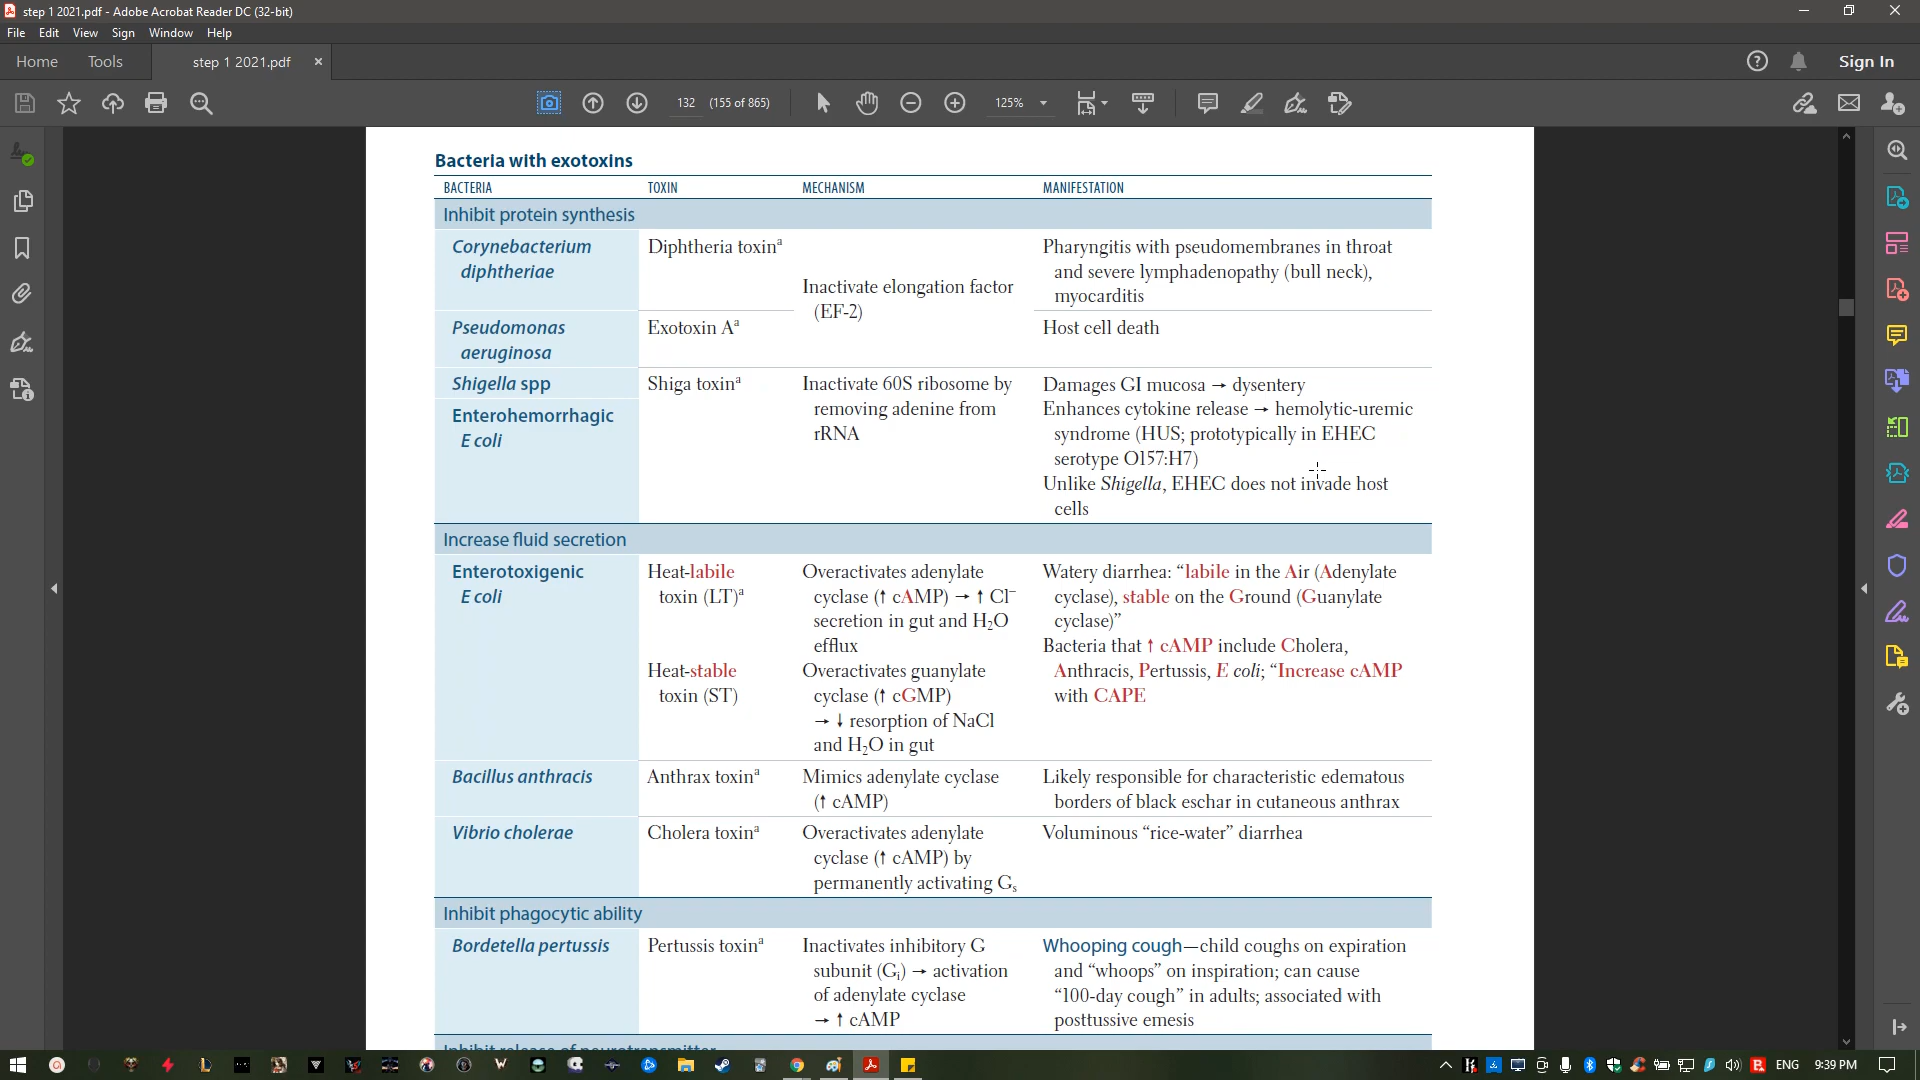 step 1 2021.pdf - Adobe Acrobat Reader DC (32-bit)
File Edit View Sign Window Help
Home Tools step 1 2021.pdf × Sign In
132 (155 of 865) 125%
Bacteria with exotoxins
BACTERIA TOXIN MECHANISM MANIFESTATION
Inhibit protein synthesis
Corynebacterium
diphtheriae
Diphtheria toxinᵃ
Inactivate elongation factor
(EF-2)
Pharyngitis with pseudomembranes in throat
and severe lymphadenopathy (bull neck),
myocarditis
Pseudomonas
aeruginosa
Exotoxin Aᵃ
Host cell death
Shigella spp
Enterohemorrhagic
E coli
Shiga toxinᵃ
Inactivate 60S ribosome by
removing adenine from
rRNA
Damages GI mucosa → dysentery
Enhances cytokine release → hemolytic-uremic
syndrome (HUS; prototypically in EHEC
serotype O157:H7)
Unlike Shigella, EHEC does not invade host
cells
Increase fluid secretion
Enterotoxigenic
E coli
Heat-labile
toxin (LT)ᵃ
Overactivates adenylate
cyclase (↑ cAMP) → ↑ Cl⁻
secretion in gut and H₂O
efflux
Heat-stable
toxin (ST)
Overactivates guanylate
cyclase (↑ cGMP)
→ ↓ resorption of NaCl
and H₂O in gut
Watery diarrhea: “labile in the Air (Adenylate
cyclase), stable on the Ground (Guanylate
cyclase)”
Bacteria that ↑ cAMP include Cholera,
Anthracis, Pertussis, E coli; “Increase cAMP
with CAPE
Bacillus anthracis
Anthrax toxinᵃ
Mimics adenylate cyclase
(↑ cAMP)
Likely responsible for characteristic edematous
borders of black eschar in cutaneous anthrax
Vibrio cholerae
Cholera toxinᵃ
Overactivates adenylate
cyclase (↑ cAMP) by
permanently activating Gₛ
Voluminous “rice-water” diarrhea
Inhibit phagocytic ability
Bordetella pertussis
Pertussis toxinᵃ
Inactivates inhibitory G
subunit (Gᵢ) → activation
of adenylate cyclase
→ ↑ cAMP
Whooping cough—child coughs on expiration
and “whoops” on inspiration; can cause
“100-day cough” in adults; associated with
posttussive emesis
Inhibit release of neurotransmitter
ENG 9:39 PM